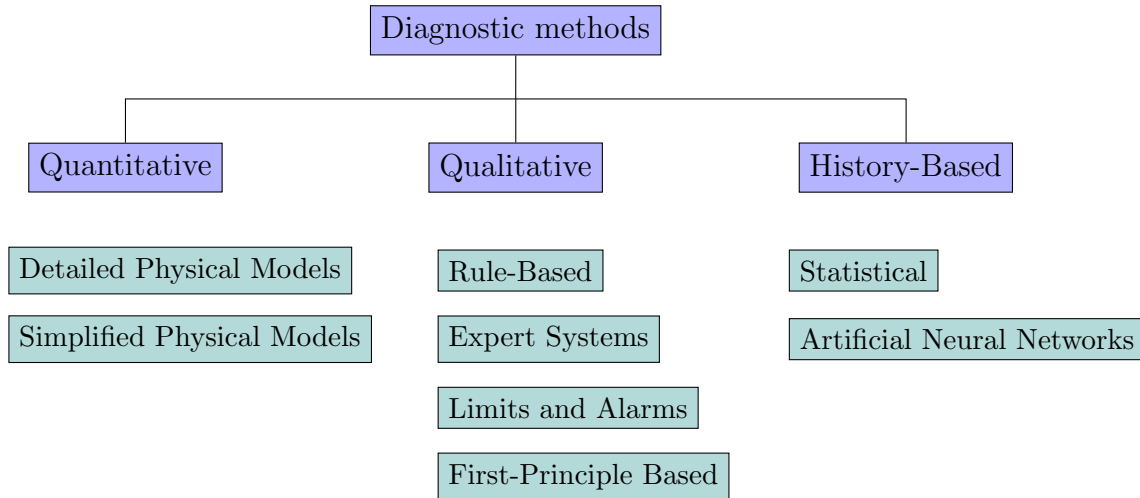 Diagnostic methods
Quantitative
Qualitative
History-Based
Detailed Physical Models
Rule-Based
Statistical
Simplified Physical Models
Expert Systems
Artificial Neural Networks
Limits and Alarms
First-Principle Based